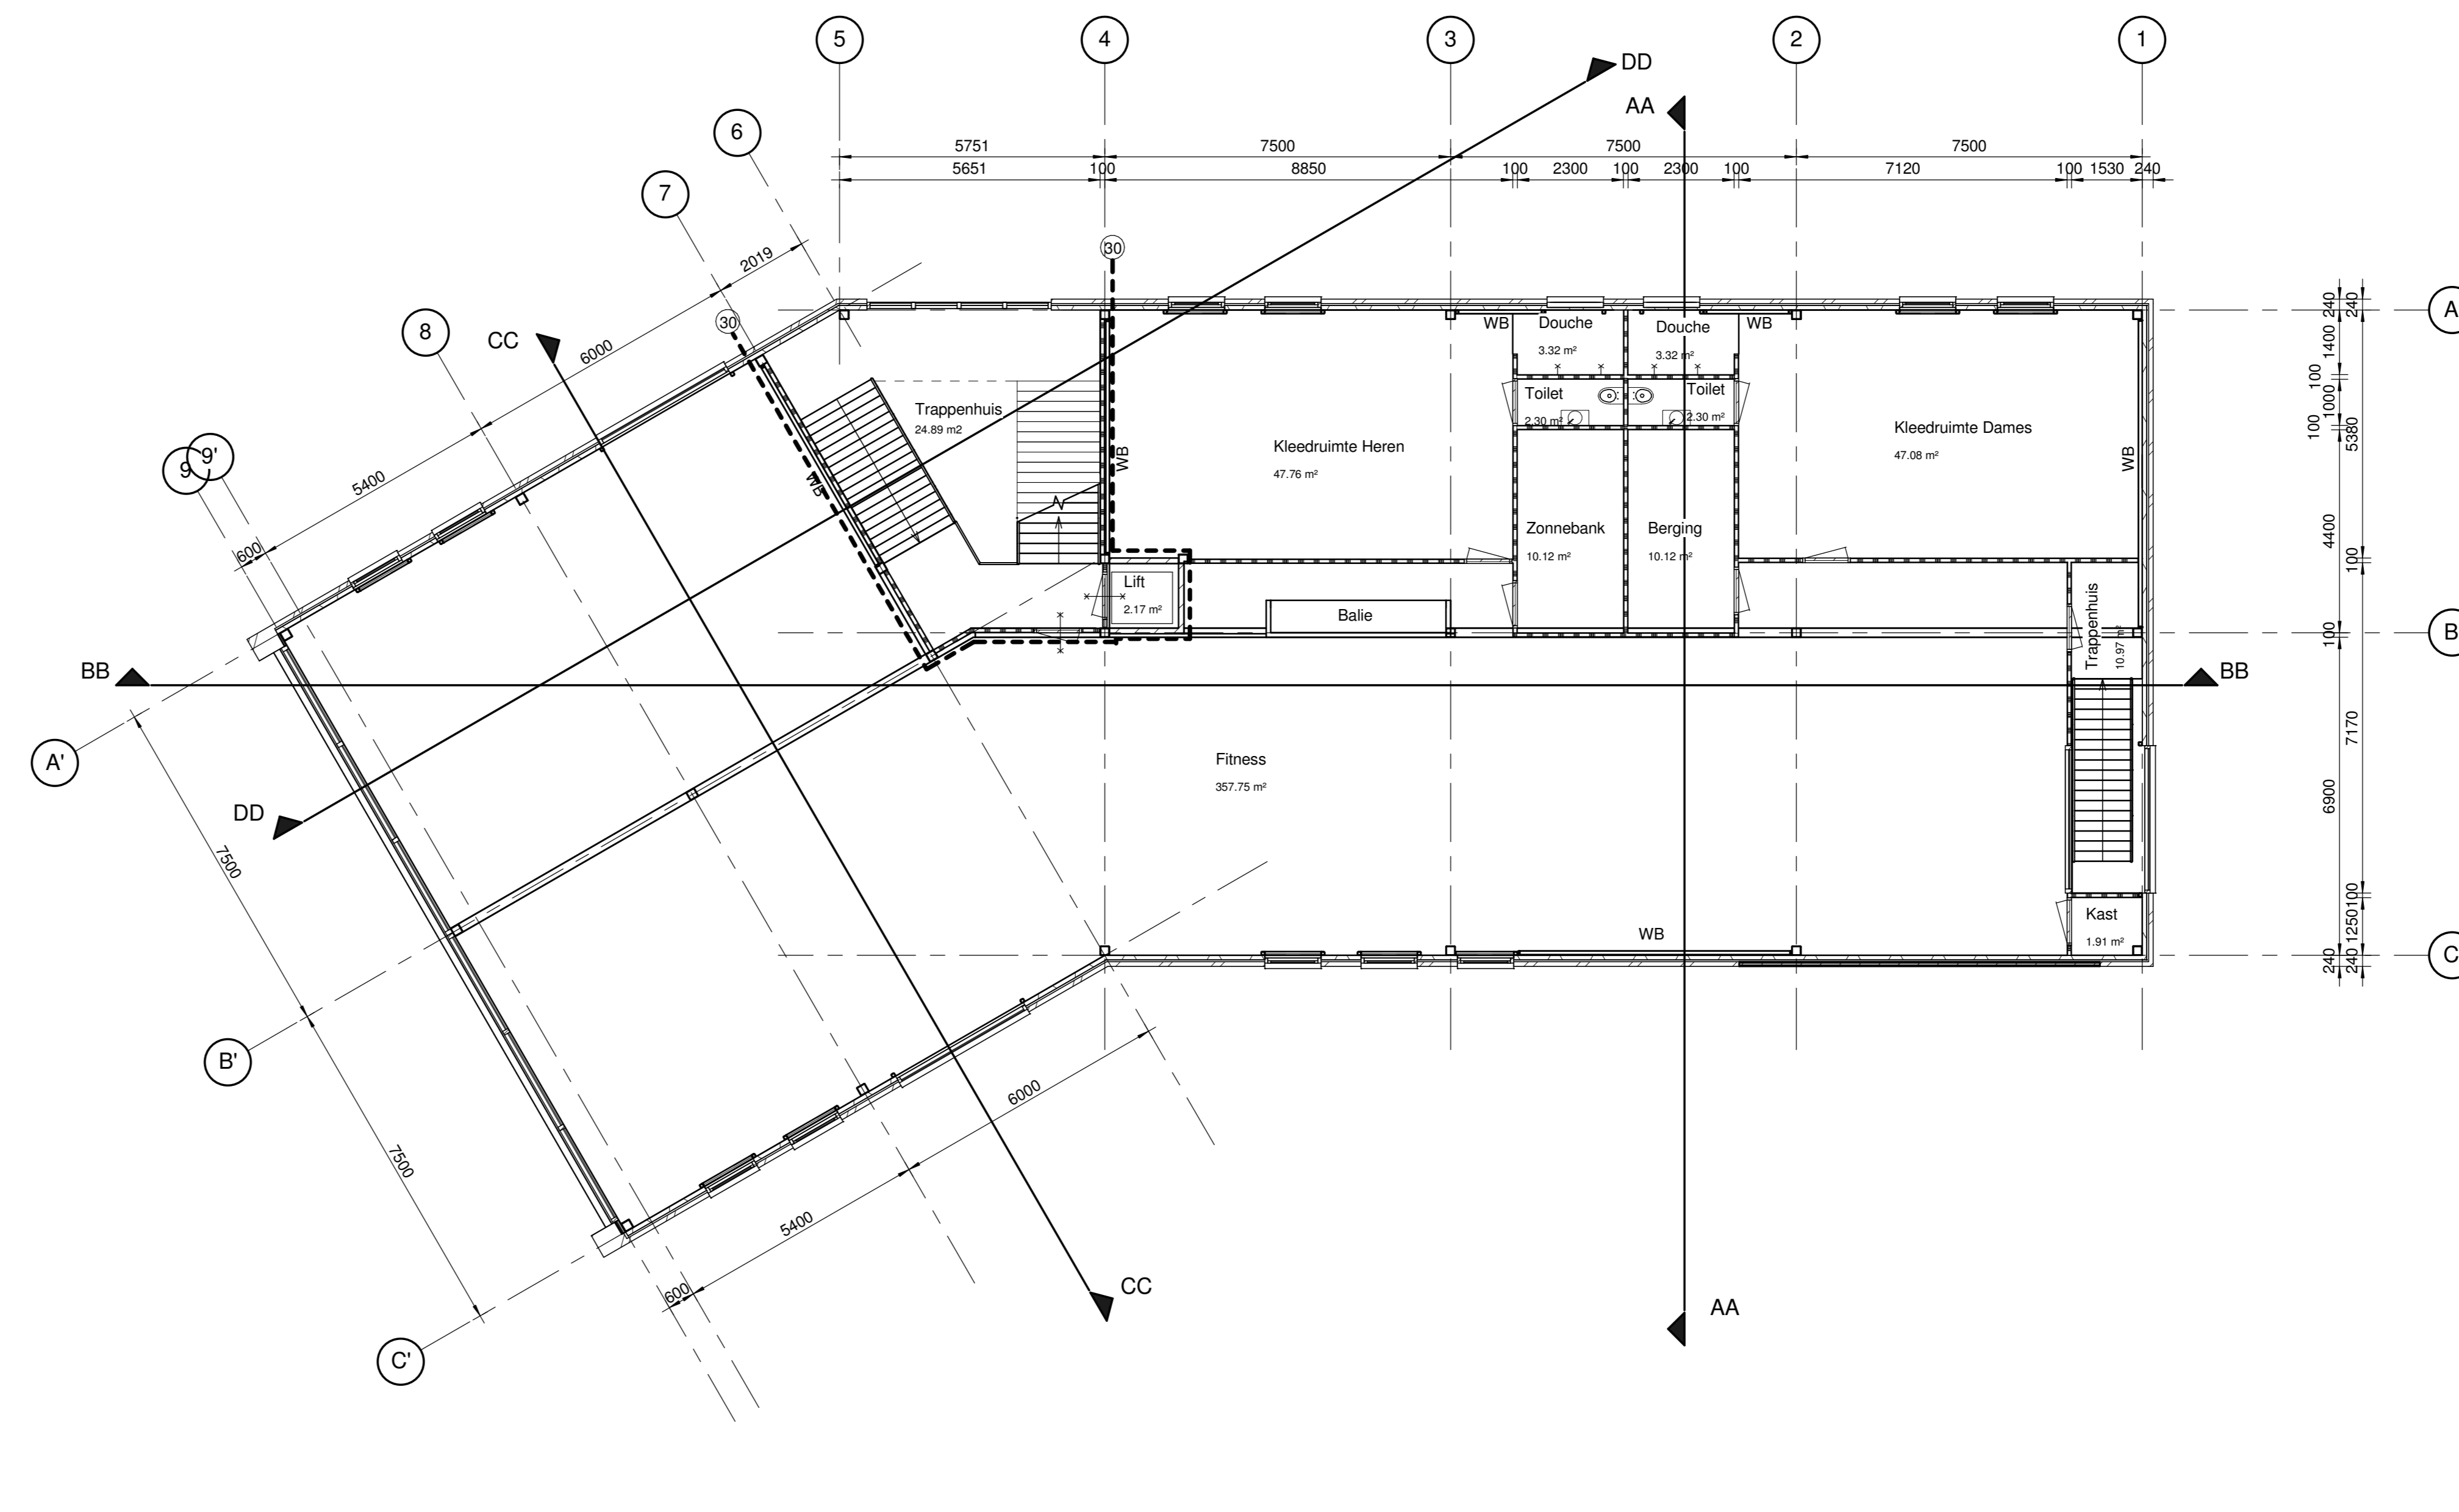 5
4
3
2
1
DD
AA
6
7
5751
7500
7500
7500
5651
100
8850
100
2300
100
2300
100
7120
100
1530
240
2019
30
30
8
CC
6000
9
9'
5400
600
WB
Douche
3.32 m²
Douche
3.32 m²
WB
Toilet
2.30 m²
Toilet
2.30 m²
Trappenhuis
24.89 m2
WB
WB
Kleedruimte Heren
47.76 m²
Kleedruimte Dames
47.08 m²
WB
Zonnebank
10.12 m²
Berging
10.12 m²
Lift
2.17 m²
Balie
Trappenhuis
10.97 m²
240
240
1400
100
1000
100
5380
4400
100
100
7170
6900
100
1250
240
240
A
B
C
BB
BB
A'
DD
7500
Fitness
357.75 m²
Kast
1.91 m²
WB
B'
7500
6000
5400
600
CC
AA
C'